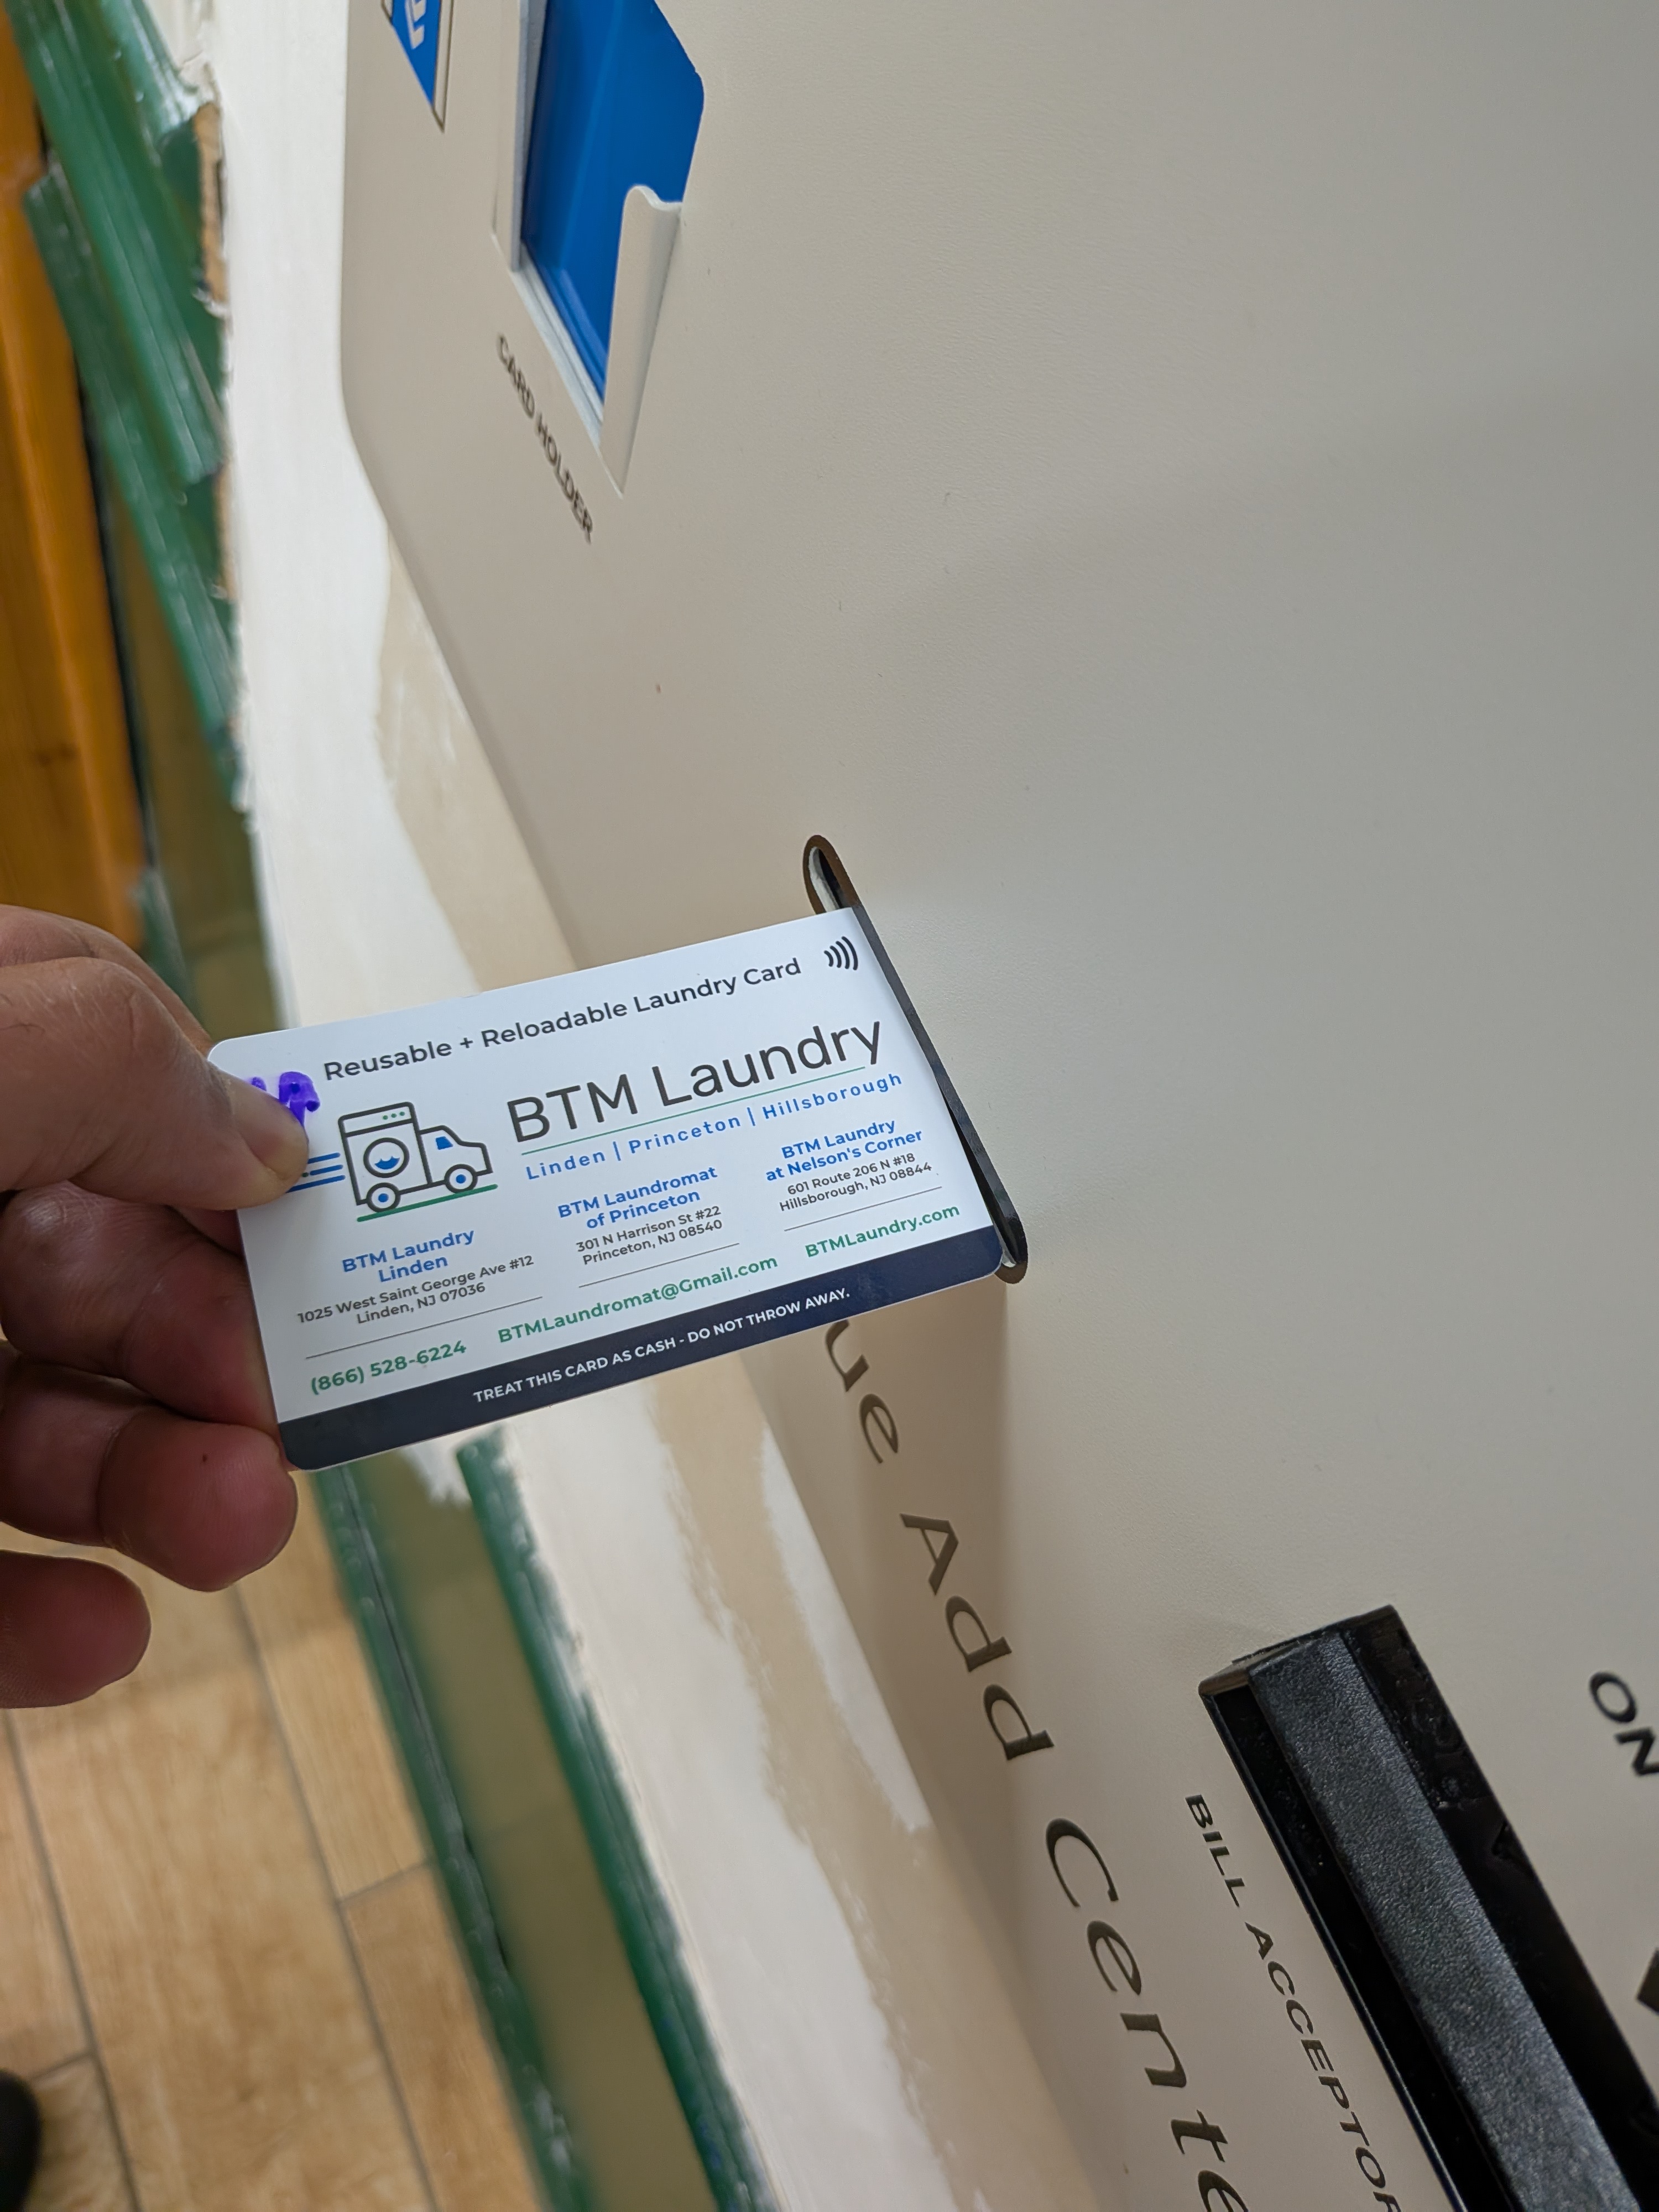 CARD HOLDER
Reusable + Reloadable Laundry Card
BTM Laundry
Linden | Princeton | Hillsborough
BTM Laundry
Linden
1025 West Saint George Ave #12
Linden, NJ 07036
BTM Laundromat
of Princeton
301 N Harrison St #22
Princeton, NJ 08540
BTM Laundry
at Nelson's Corner
601 Route 206 N #18
Hillsborough, NJ 08844
(866) 528-6224
BTMLaundromat@Gmail.com
BTMLaundry.com
TREAT THIS CARD AS CASH - DO NOT THROW AWAY.
ue Add Cente
BILL ACCEPTOR
ON